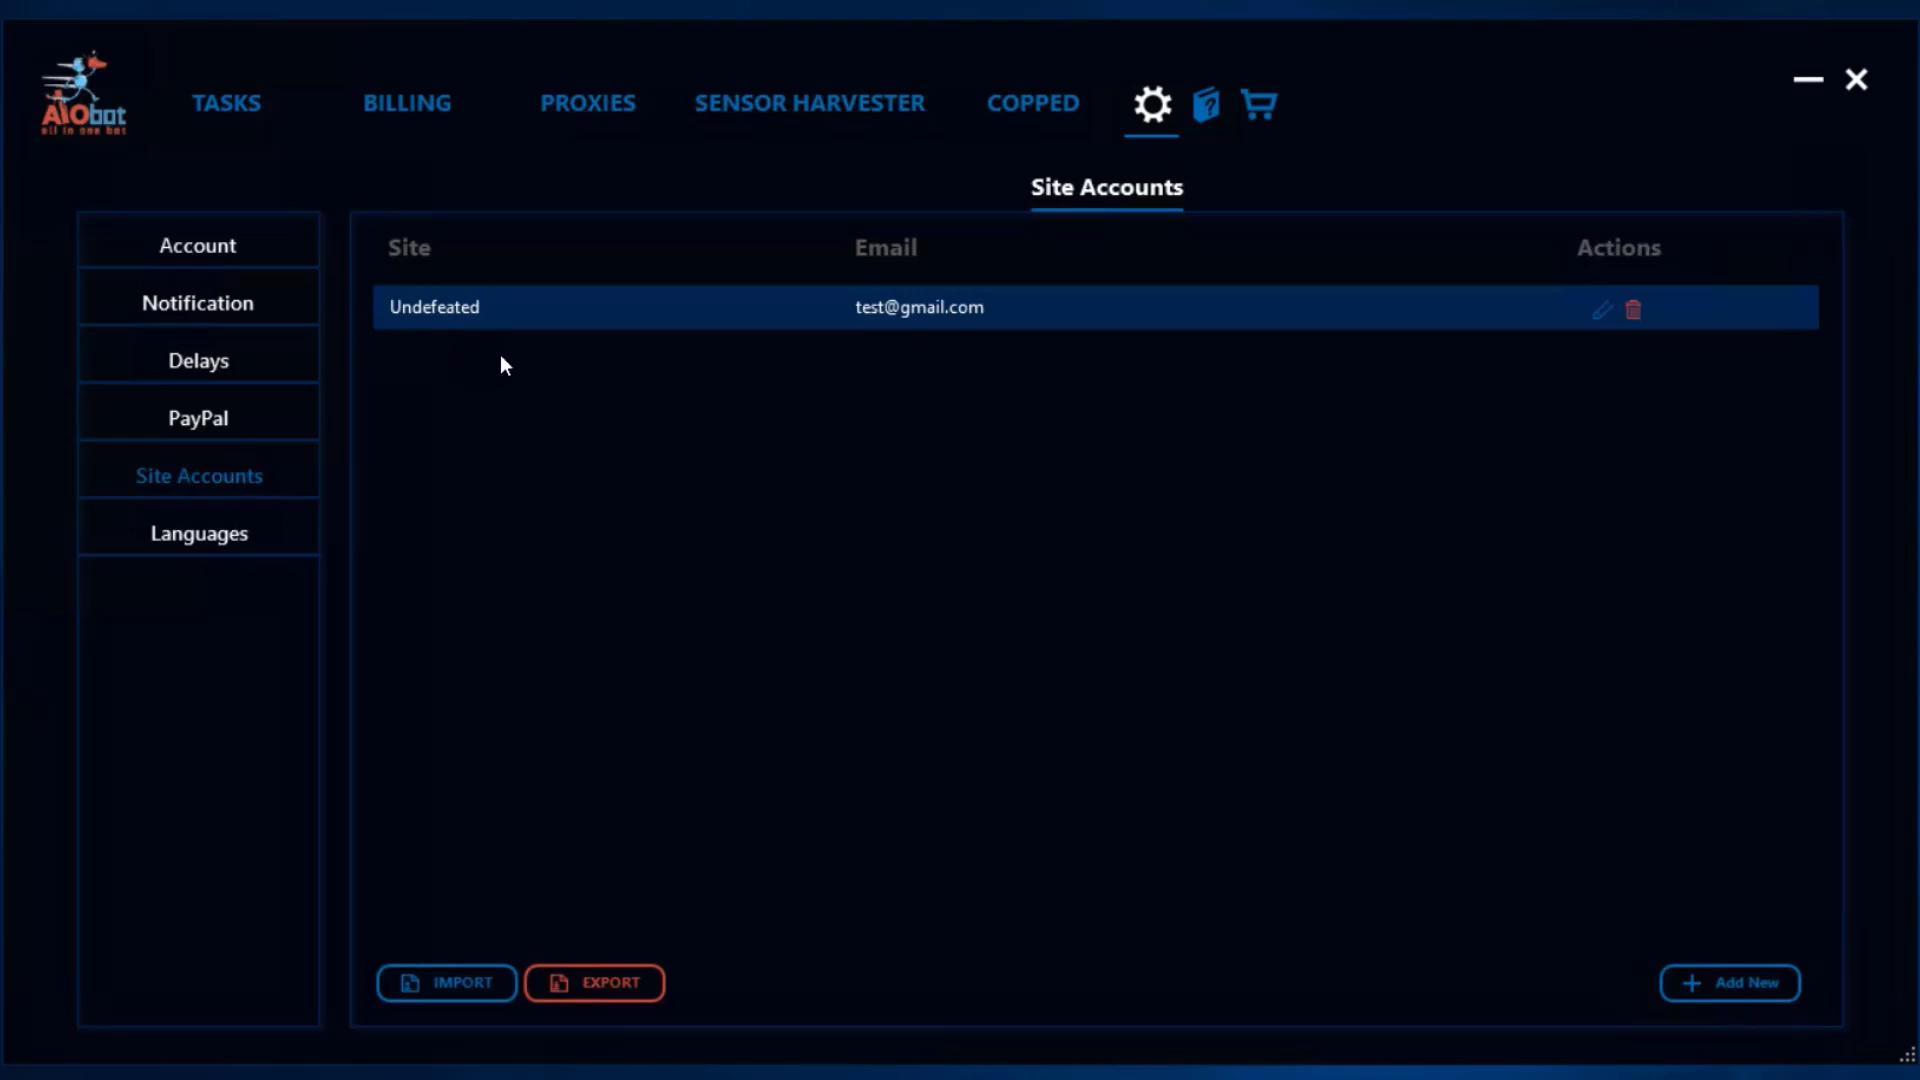 AIObot
all in one bot
TASKS
BILLING
PROXIES
SENSOR HARVESTER
COPPED
?
Site Accounts
Account
Notification
Delays
PayPal
Site Accounts
Languages
Site
Email
Actions
Undefeated
test@gmail.com
IMPORT
EXPORT
+ Add New